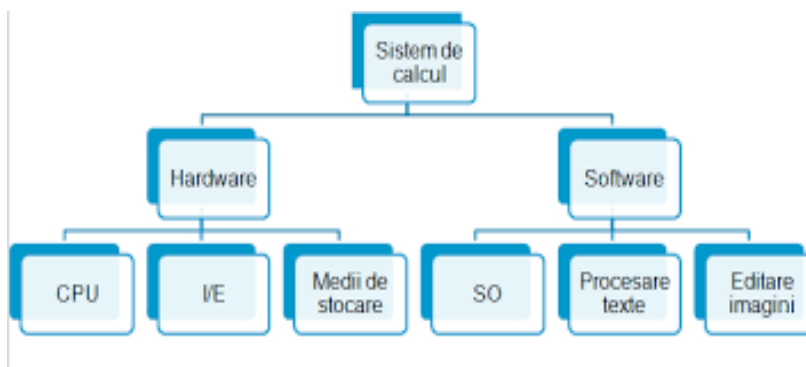 Sistem de
calcul
Hardware
Software
CPU
I/E
Medii de
stocare
SO
Procesare
texte
Editare
imagini